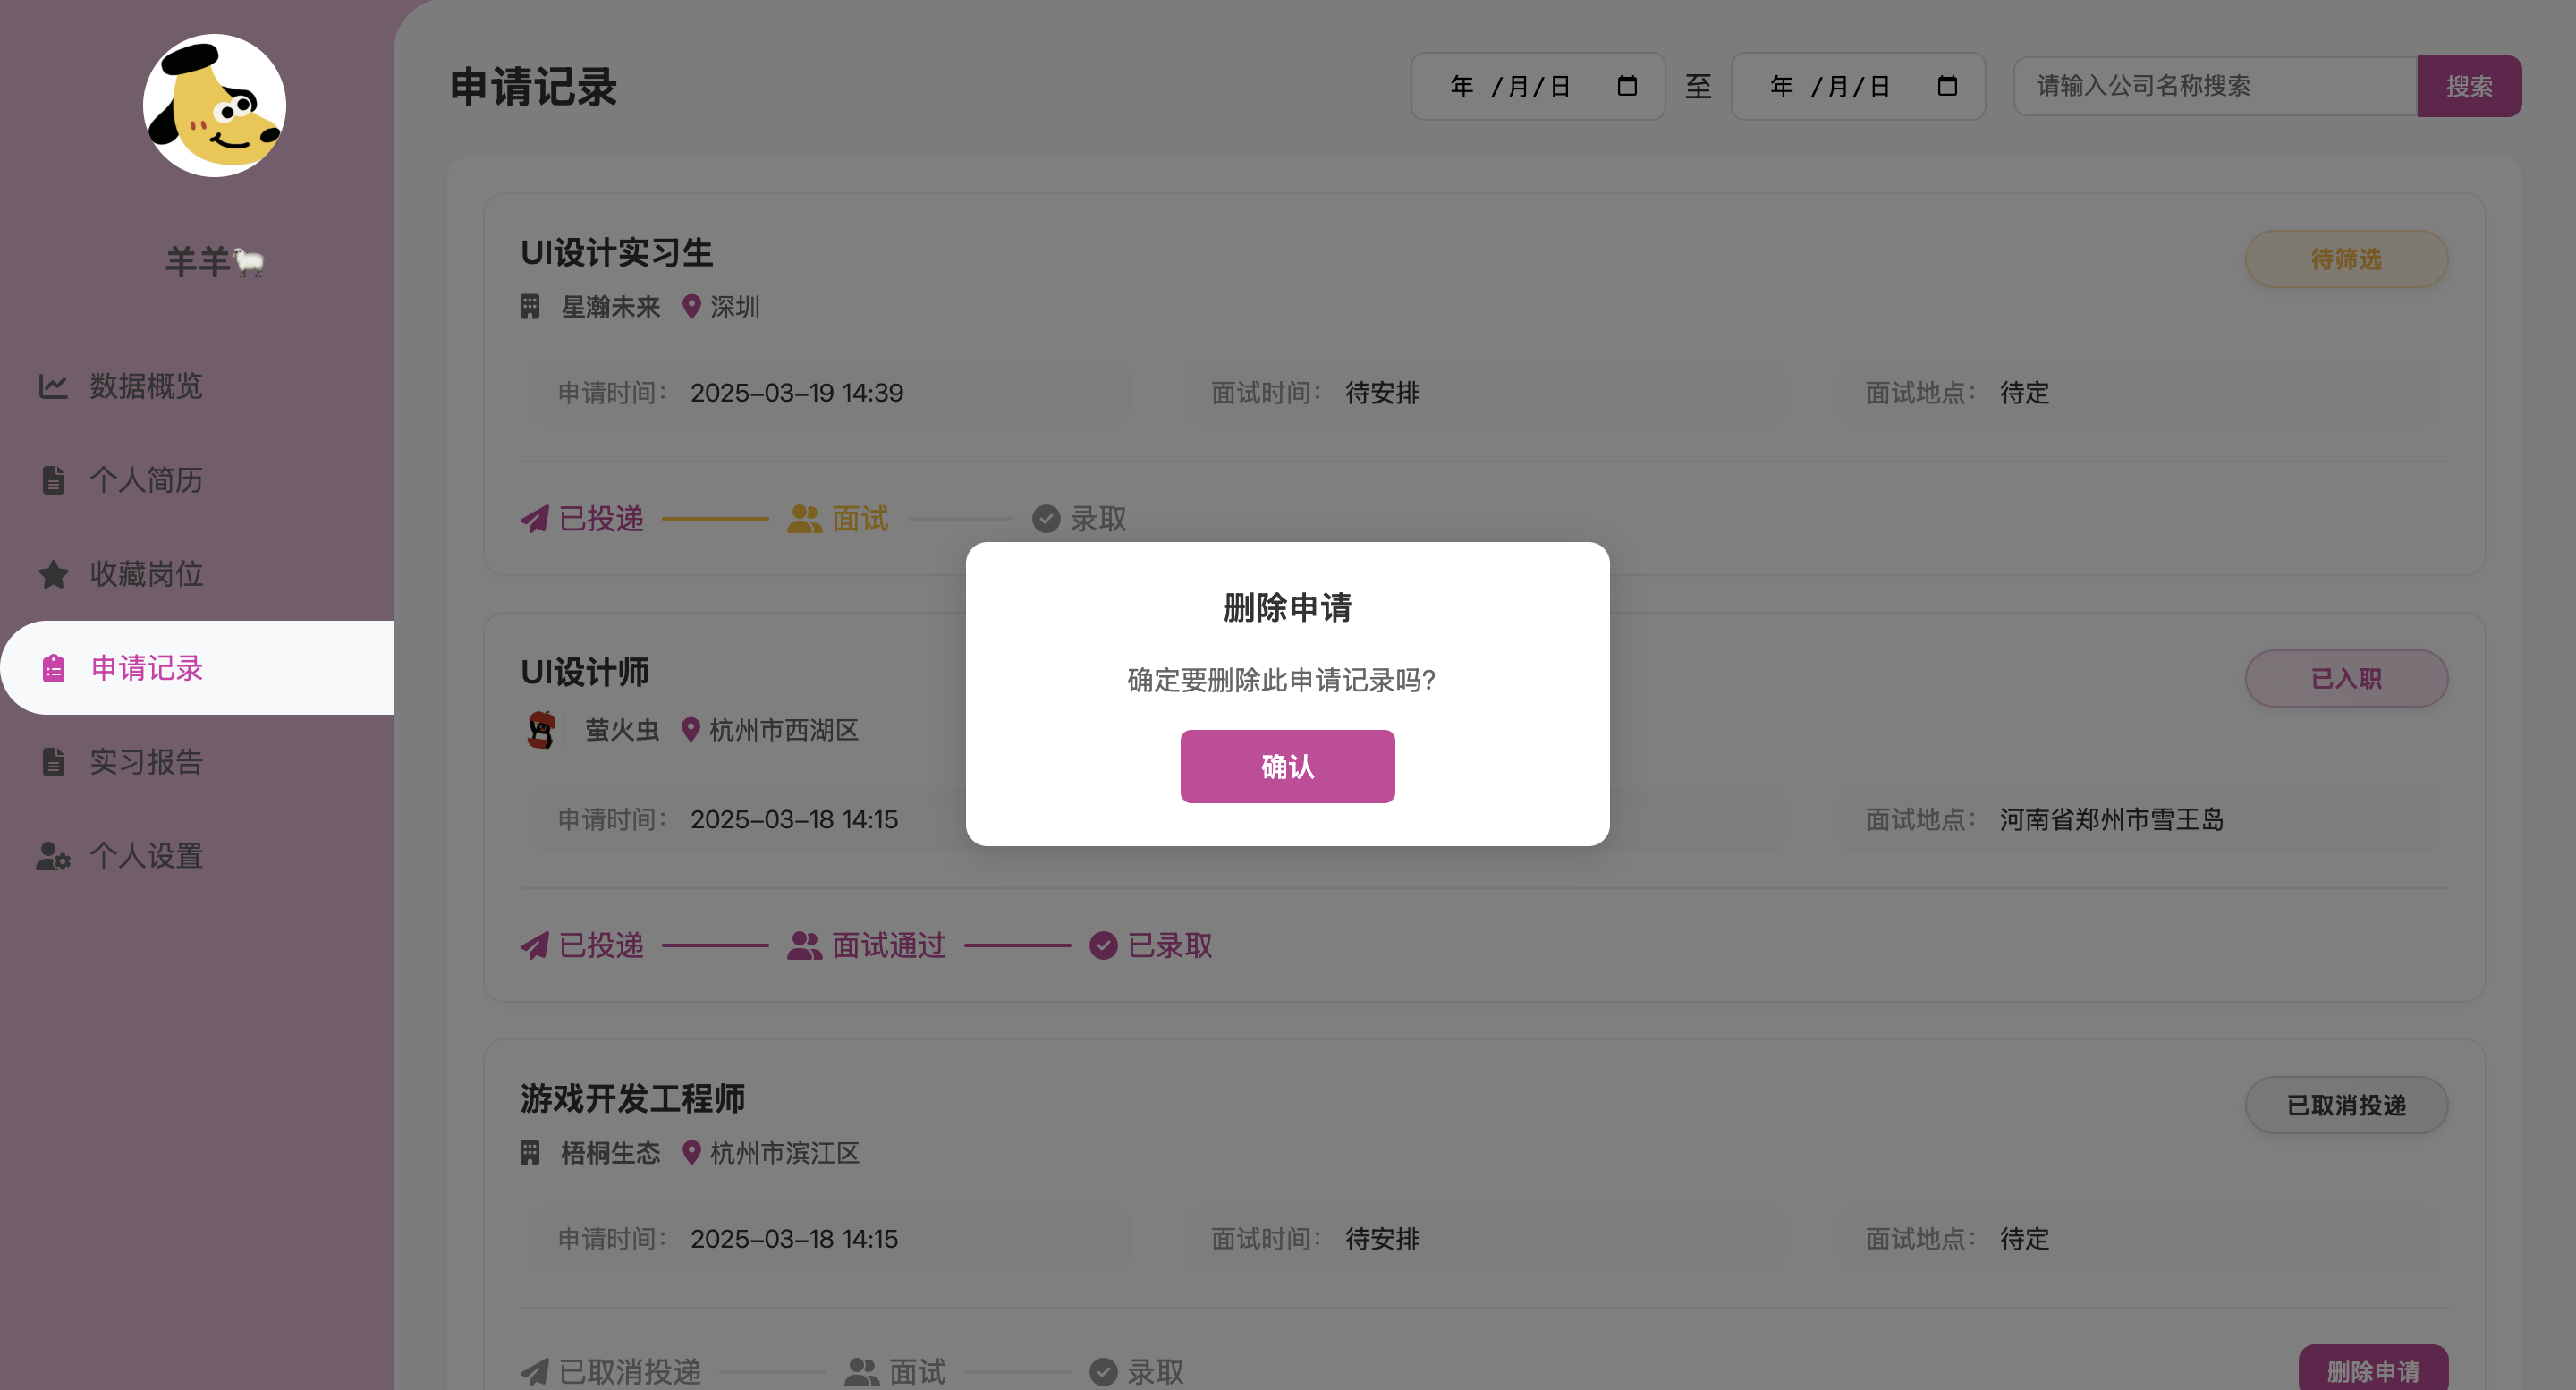 羊羊🐑
数据概览
个人简历
收藏岗位
申请记录
实习报告
个人设置
申请记录
年 /月/日 至 年 /月/日 请输入公司名称搜索 搜索
UI设计实习生 待筛选
星瀚未来 深圳
申请时间： 2025-03-19 14:39 面试时间： 待安排 面试地点： 待定
已投递 面试 录取
删除申请
确定要删除此申请记录吗?
确认
UI设计师 已入职
萤火虫 杭州市西湖区
申请时间： 2025-03-18 14:15 面试地点： 河南省郑州市雪王岛
已投递 面试通过 已录取
游戏开发工程师 已取消投递
梧桐生态 杭州市滨江区
申请时间： 2025-03-18 14:15 面试时间： 待安排 面试地点： 待定
已取消投递 面试 录取 删除申请